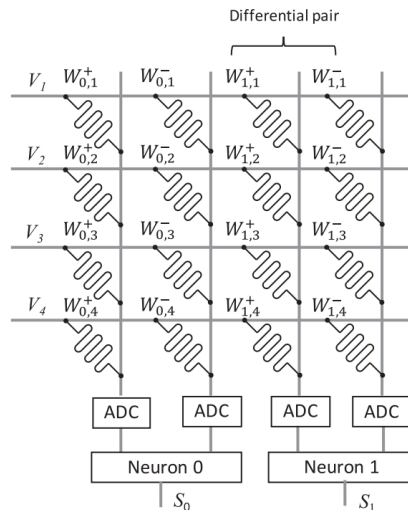 Differential pair
V₁ W⁺₀,₁ W⁻₀,₁ W⁺₁,₁ W⁻₁,₁
V₂ W⁺₀,₂ W⁻₀,₂ W⁺₁,₂ W⁻₁,₂
V₃ W⁺₀,₃ W⁻₀,₃ W⁺₁,₃ W⁻₁,₃
V₄ W⁺₀,₄ W⁻₀,₄ W⁺₁,₄ W⁻₁,₄
ADC ADC ADC ADC
Neuron 0 Neuron 1
S₀ S₁